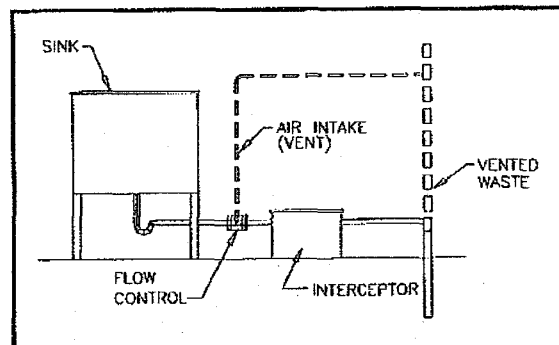 SINK
AIR INTAKE
(VENT)
VENTED
WASTE
FLOW
CONTROL
INTERCEPTOR